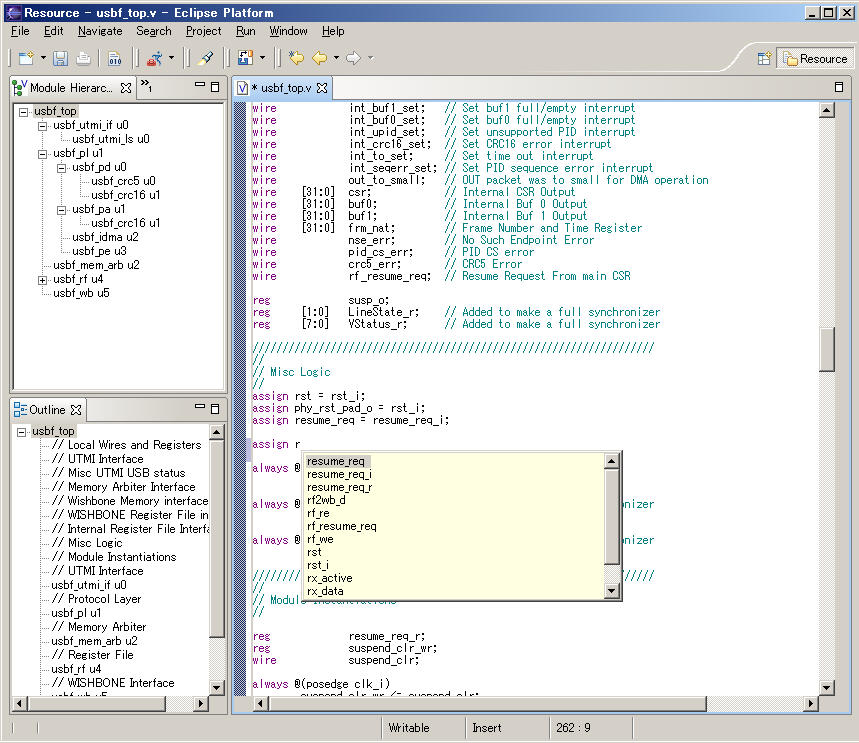 Resource - usbf_top.v - Eclipse Platform
File Edit Navigate Search Project Run Window Help
010
Resource
Module Hierarc... »1
usbf_top
usbf_utmi_if u0
usbf_utmi_ls u0
usbf_pl u1
usbf_pd u0
usbf_crc5 u0
usbf_crc16 u1
usbf_pa u1
usbf_crc16 u1
usbf_idma u2
usbf_pe u3
usbf_mem_arb u2
usbf_rf u4
usbf_wb u5
Outline
usbf_top
// Local Wires and Registers
// UTMI Interface
// Misc UTMI USB status
// Memory Arbiter Interface
// Wishbone Memory interface
// WISHBONE Register File in
// Internal Register File Interfa
// Misc Logic
// Module Instantiations
// UTMI Interface
usbf_utmi_if u0
// Protocol Layer
usbf_pl u1
// Memory Arbiter
usbf_mem_arb u2
// Register File
usbf_rf u4
// WISHBONE Interface
usbf_wb u5
* usbf_top.v
wire int_buf1_set; // Set buf1 full/empty interrupt
wire int_buf0_set; // Set buf0 full/empty interrupt
wire int_upid_set; // Set unsupported PID interrupt
wire int_crc16_set; // Set CRC16 error interrupt
wire int_to_set; // Set time out interrupt
wire int_seqerr_set; // Set PID sequence error interrupt
wire out_to_small; // OUT packet was to small for DMA operation
wire [31:0] csr; // Internal CSR Output
wire [31:0] buf0; // Internal Buf 0 Output
wire [31:0] buf1; // Internal Buf 1 Output
wire [31:0] frm_nat; // Frame Number and Time Register
wire nse_err; // No Such Endpoint Error
wire pid_cs_err; // PID CS error
wire crc5_err; // CRC5 Error
wire rf_resume_req; // Resume Request From main CSR
reg susp_o;
reg [1:0] LineState_r; // Added to make a full synchronizer
reg [7:0] VStatus_r; // Added to make a full synchronizer
///////////////////////////////////////////////////////////////////
//
// Misc Logic
//
assign rst = rst_i;
assign phy_rst_pad_o = rst_i;
assign resume_req = resume_req_i;
assign r
always @
always @ nizer
always @ nizer
resume_req
resume_req_i
resume_req_r
rf2wb_d
rf_re
rf_resume_req
rf_we
rst
rst_i
rx_active
rx_data
//////// /////
//
// Module Instantiations
//
reg resume_req_r;
reg suspend_clr_wr;
wire suspend_clr;
always @(posedge clk_i)
suspend_clr_wr <= suspend_clr;
Writable Insert 262 : 9